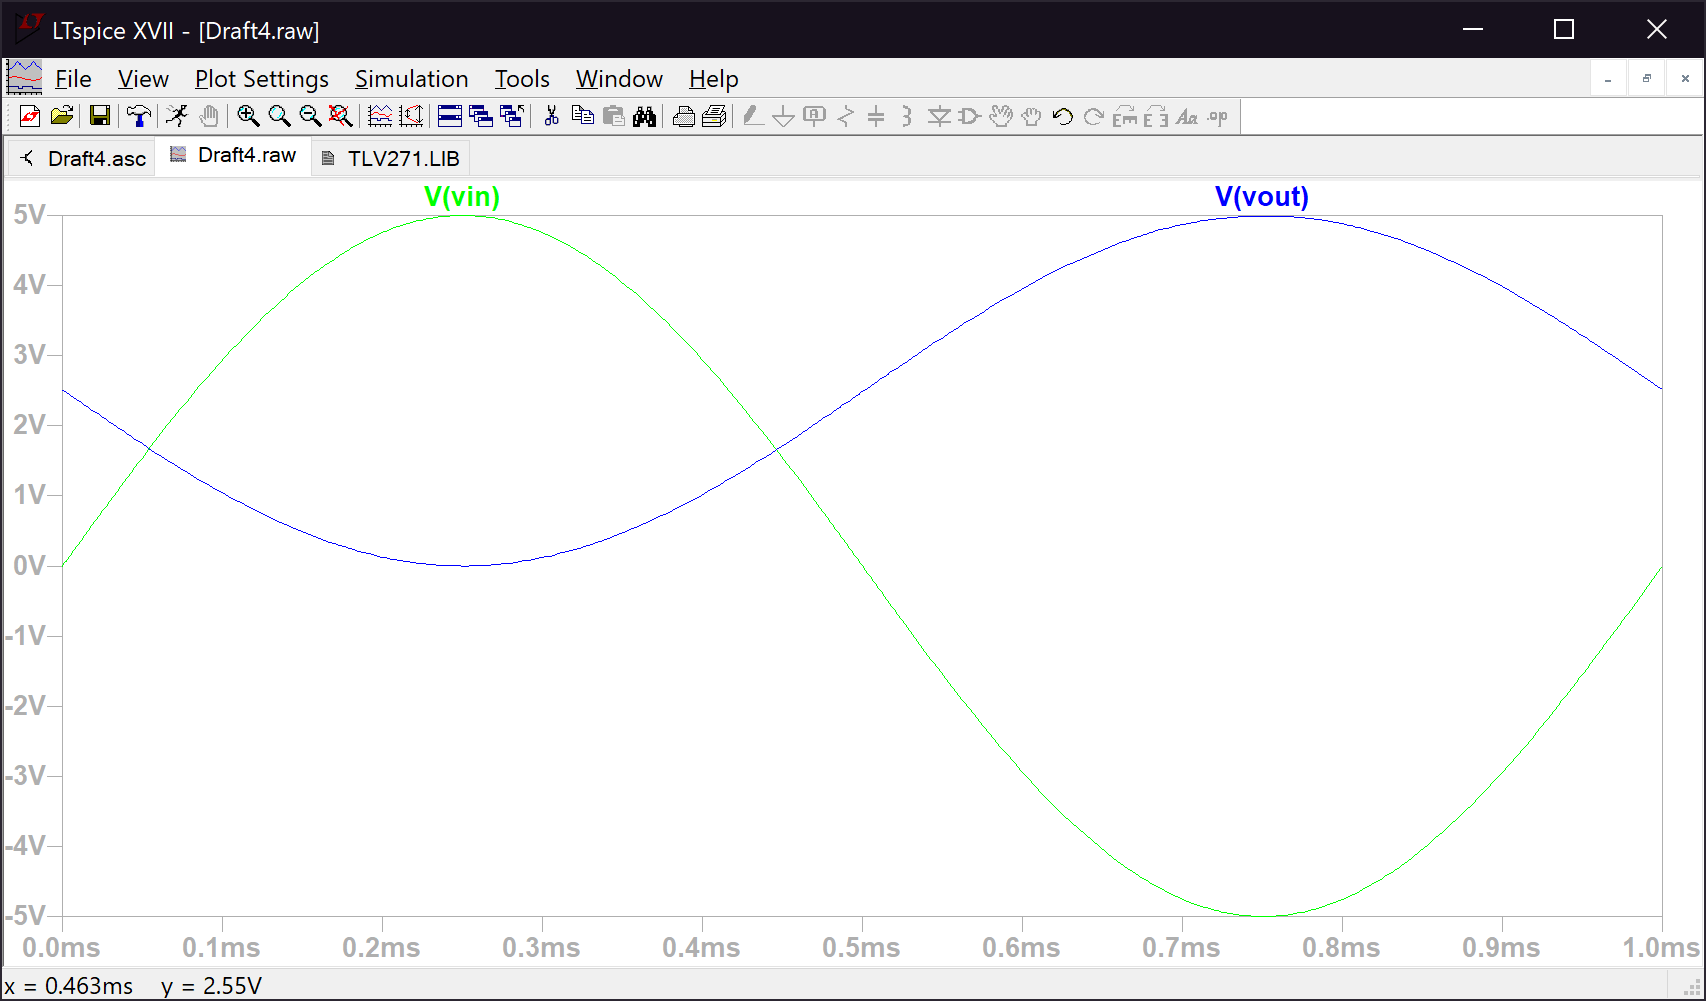 LTspice XVII - [Draft4.raw]
File View Plot Settings Simulation Tools Window Help
Draft4.asc Draft4.raw TLV271.LIB
V(vin) V(vout)
5V
4V
3V
2V
1V
0V
-1V
-2V
-3V
-4V
-5V
0.0ms 0.1ms 0.2ms 0.3ms 0.4ms 0.5ms 0.6ms 0.7ms 0.8ms 0.9ms 1.0ms
x = 0.463ms y = 2.55V